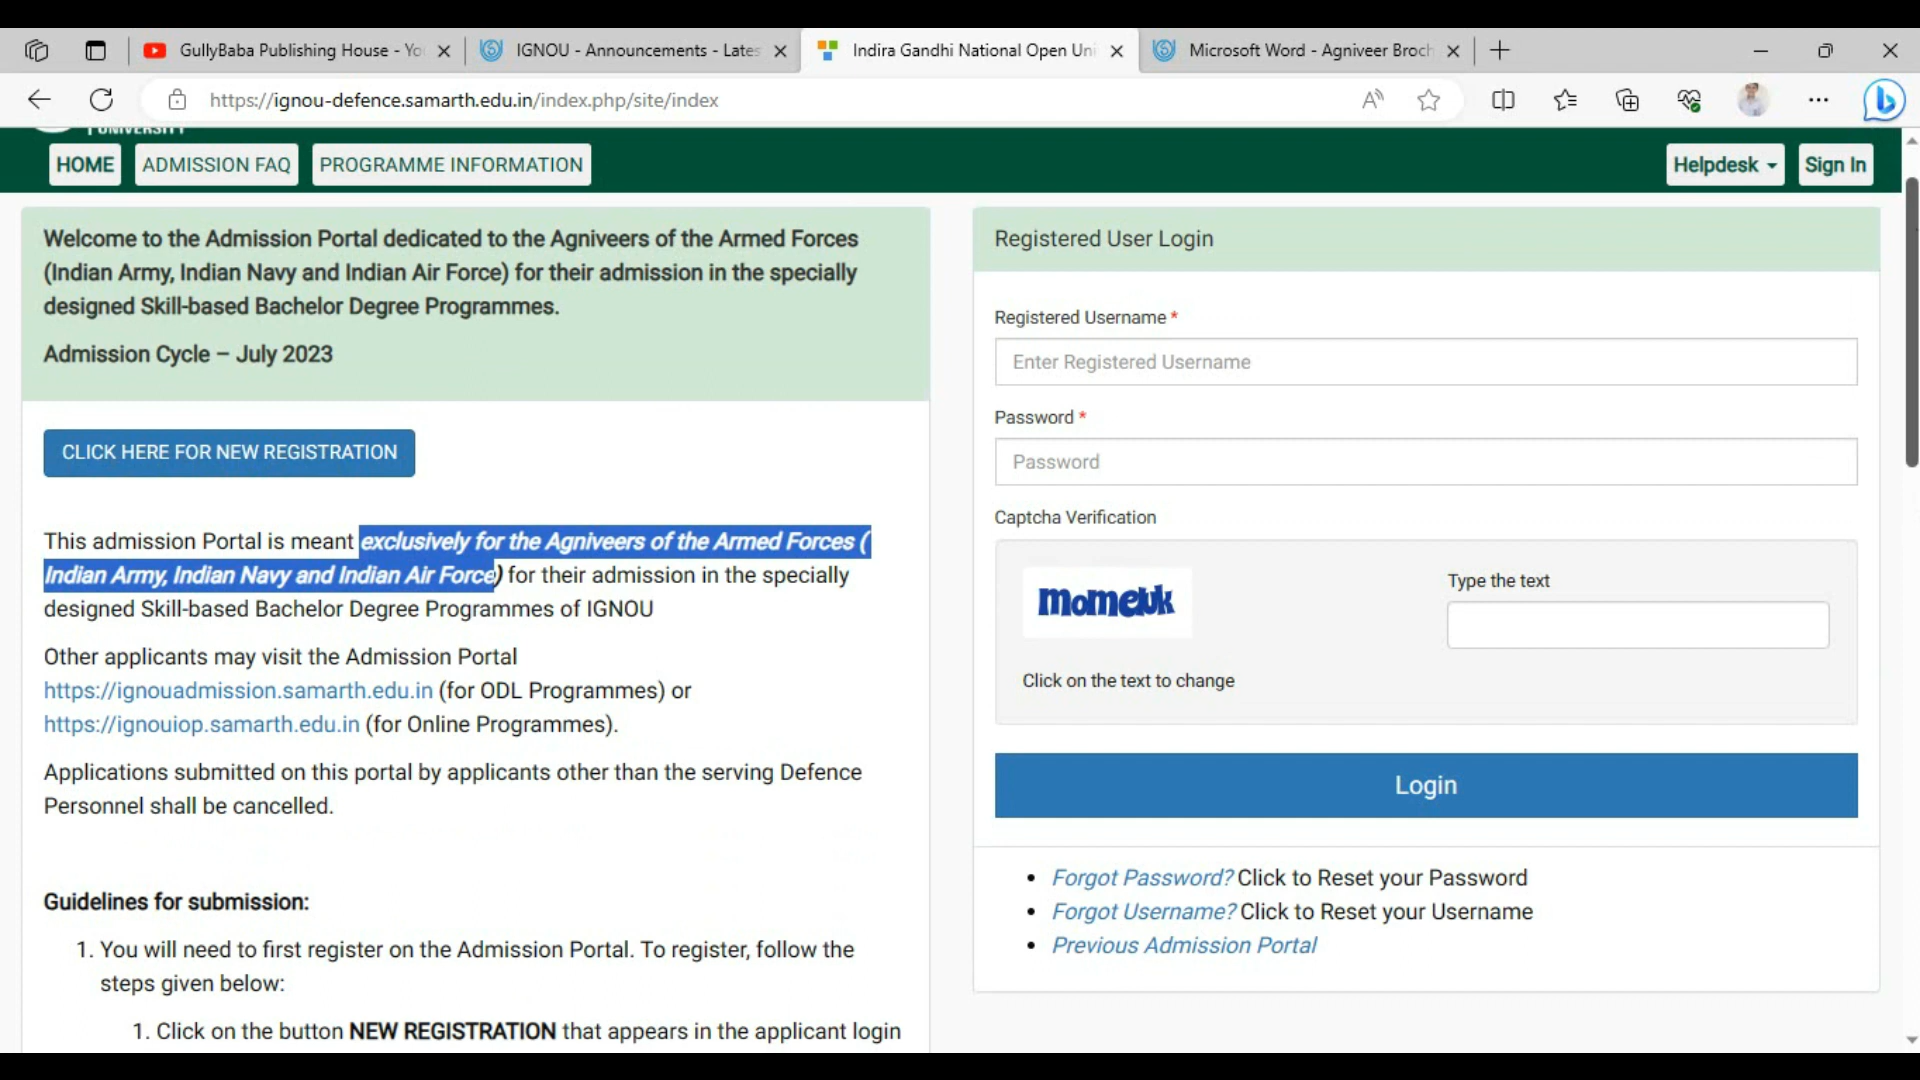 GullyBaba Publishing House - Yo
IGNOU - Announcements - Lates
Indira Gandhi National Open Uni
Microsoft Word - Agniveer Broch
https://ignou-defence.samarth.edu.in/index.php/site/index
UNIVERSITY
HOME
ADMISSION FAQ
PROGRAMME INFORMATION
Helpdesk
Sign In
Welcome to the Admission Portal dedicated to the Agniveers of the Armed Forces
(Indian Army, Indian Navy and Indian Air Force) for their admission in the specially
designed Skill-based Bachelor Degree Programmes.
Admission Cycle – July 2023
CLICK HERE FOR NEW REGISTRATION
This admission Portal is meant exclusively for the Agniveers of the Armed Forces (
Indian Army, Indian Navy and Indian Air Force) for their admission in the specially
designed Skill-based Bachelor Degree Programmes of IGNOU
Other applicants may visit the Admission Portal
https://ignouadmission.samarth.edu.in (for ODL Programmes) or
https://ignouiop.samarth.edu.in (for Online Programmes).
Applications submitted on this portal by applicants other than the serving Defence
Personnel shall be cancelled.
Guidelines for submission:
1. You will need to first register on the Admission Portal. To register, follow the
steps given below:
1. Click on the button NEW REGISTRATION that appears in the applicant login
Registered User Login
Registered Username *
Enter Registered Username
Password *
Password
Captcha Verification
Type the text
Click on the text to change
Login
• Forgot Password? Click to Reset your Password
• Forgot Username? Click to Reset your Username
• Previous Admission Portal